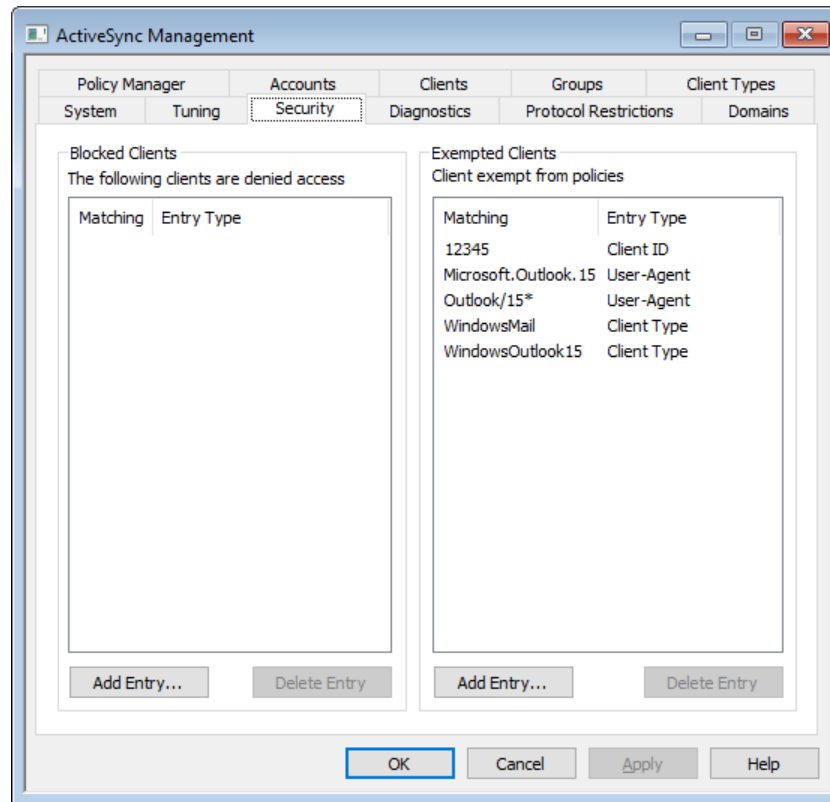 ActiveSync Management
Policy Manager Accounts Clients Groups Client Types
System Tuning Security Diagnostics Protocol Restrictions Domains
Blocked Clients
The following clients are denied access
Matching Entry Type
Add Entry... Delete Entry
Exempted Clients
Client exempt from policies
Matching Entry Type
12345 Client ID
Microsoft.Outlook.15 User-Agent
Outlook/15* User-Agent
WindowsMail Client Type
WindowsOutlook15 Client Type
Add Entry... Delete Entry
OK Cancel Apply Help